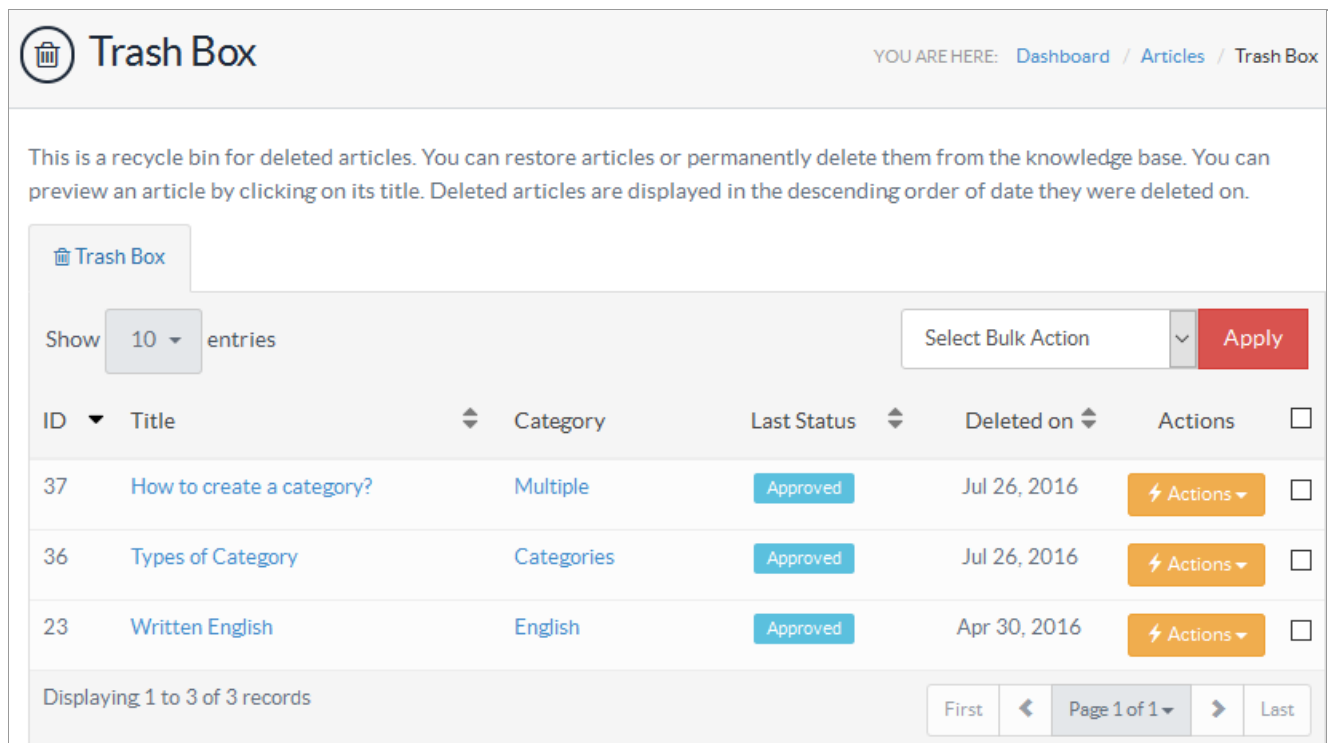 Trash Box
YOU ARE HERE: Dashboard / Articles / Trash Box
This is a recycle bin for deleted articles. You can restore articles or permanently delete them from the knowledge base. You can
preview an article by clicking on its title. Deleted articles are displayed in the descending order of date they were deleted on.
Trash Box
Show 10 entries
Select Bulk Action Apply
ID Title Category Last Status Deleted on Actions
37 How to create a category? Multiple Approved Jul 26, 2016 Actions
36 Types of Category Categories Approved Jul 26, 2016 Actions
23 Written English English Approved Apr 30, 2016 Actions
Displaying 1 to 3 of 3 records
First Page 1 of 1 Last